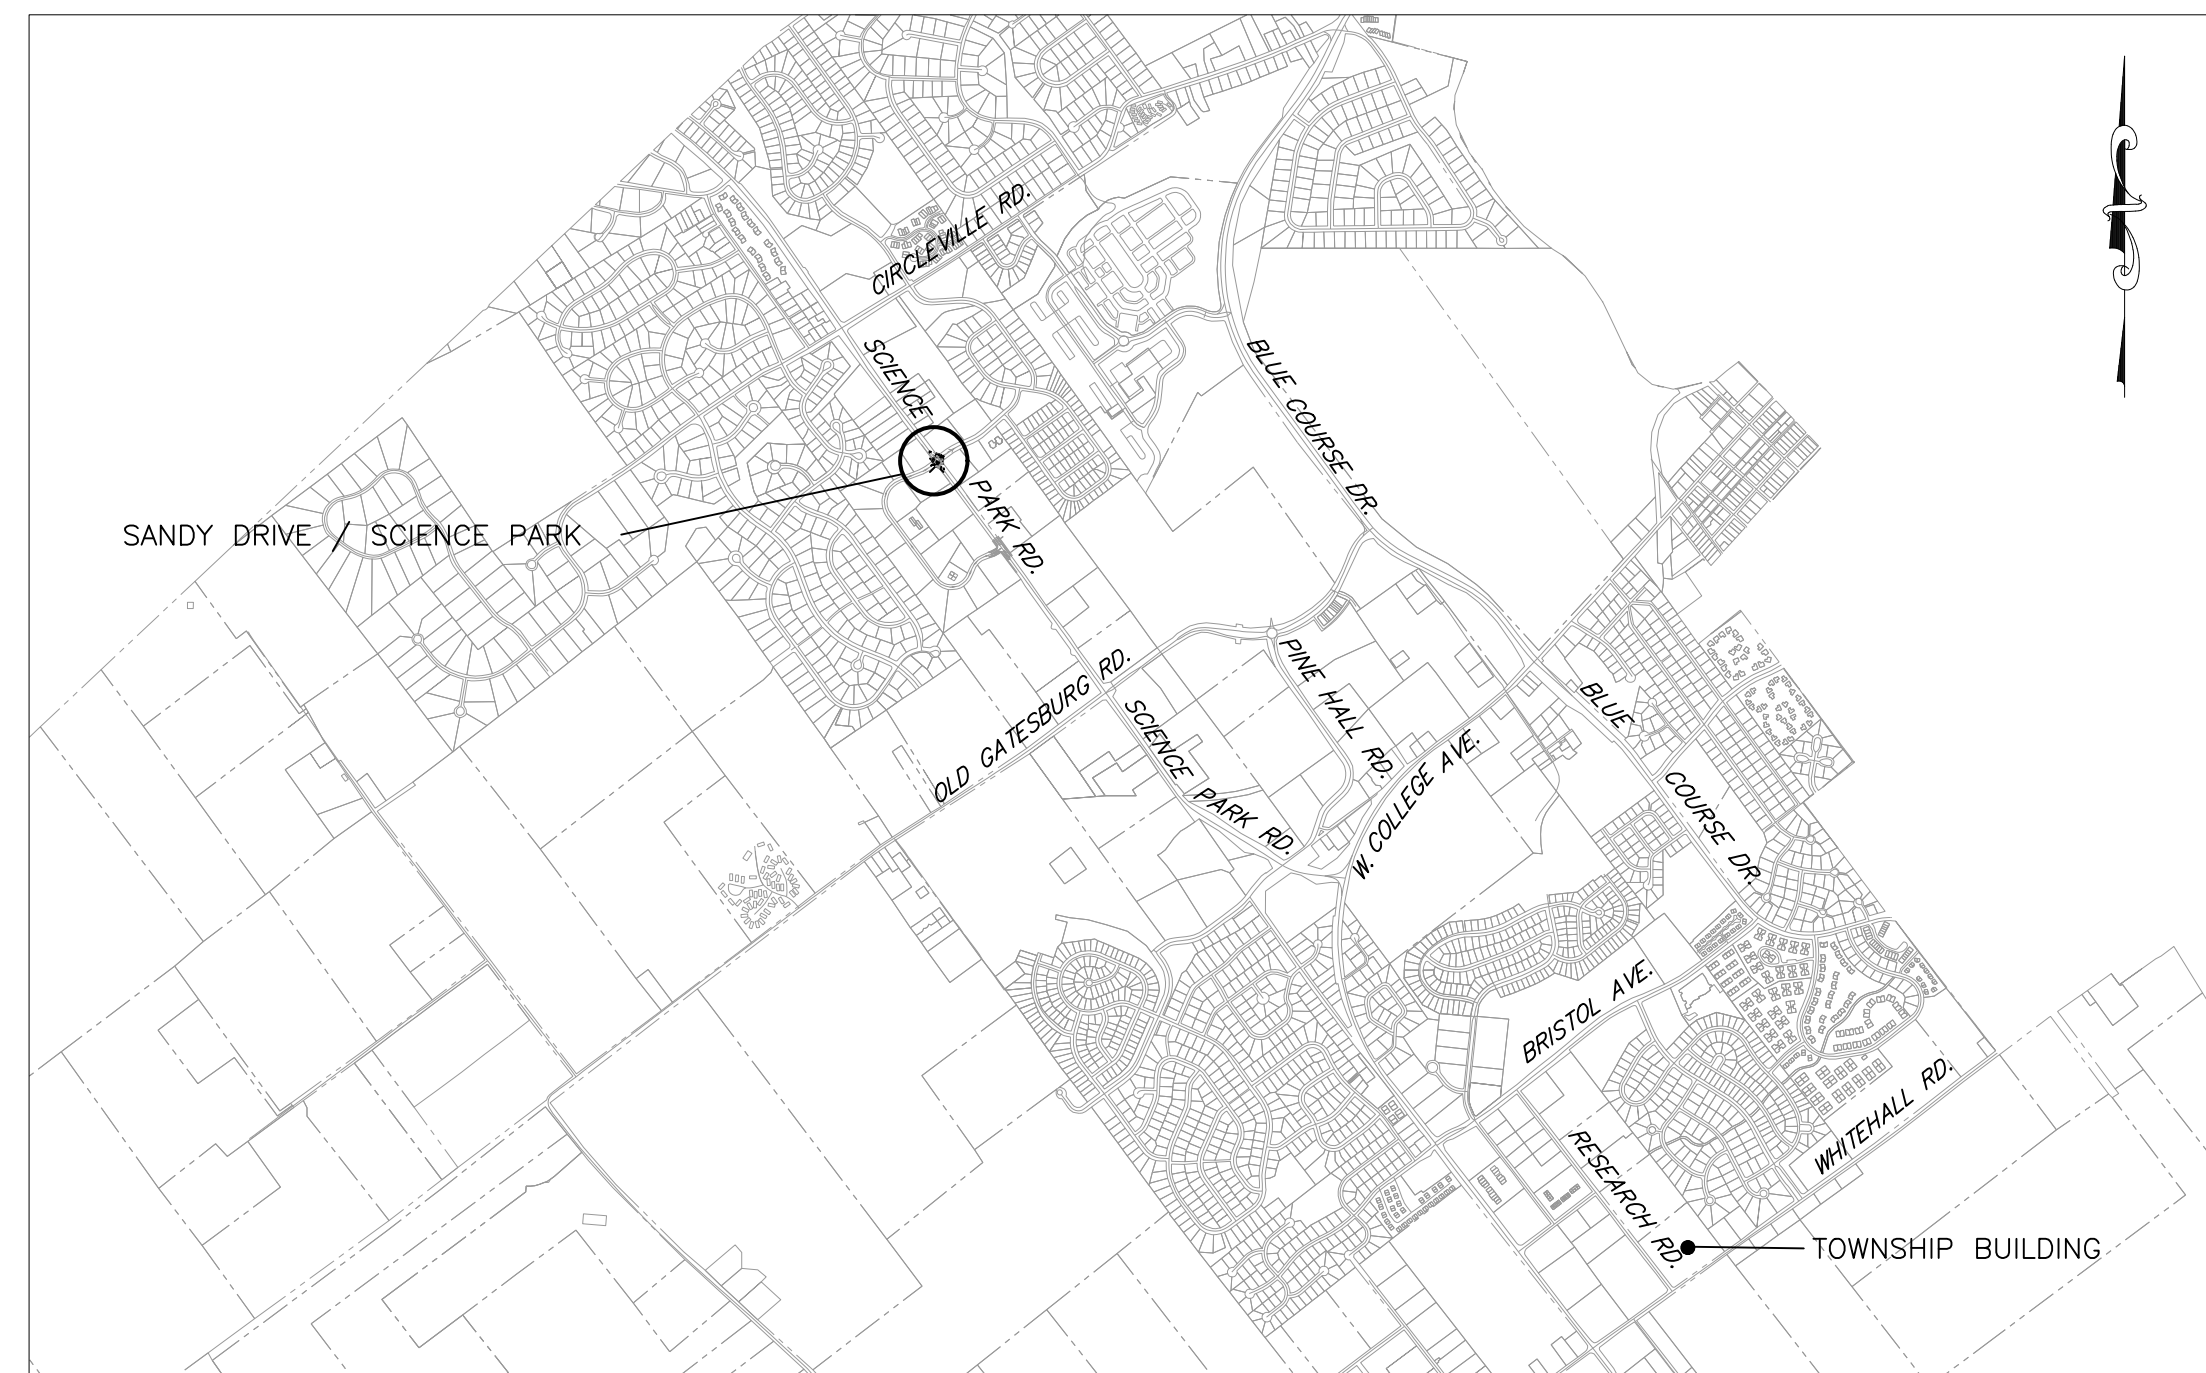 CIRCLEVILLE RD.
SCIENCE
PARK RD.
BLUE COURSE DR.
SANDY DRIVE / SCIENCE PARK
OLD GATESBURG RD.
PINE HALL RD.
SCIENCE PARK RD.
W. COLLEGE AVE.
BLUE
COURSE DR.
BRISTOL AVE.
WHITEHALL RD.
RESEARCH RD.
TOWNSHIP BUILDING